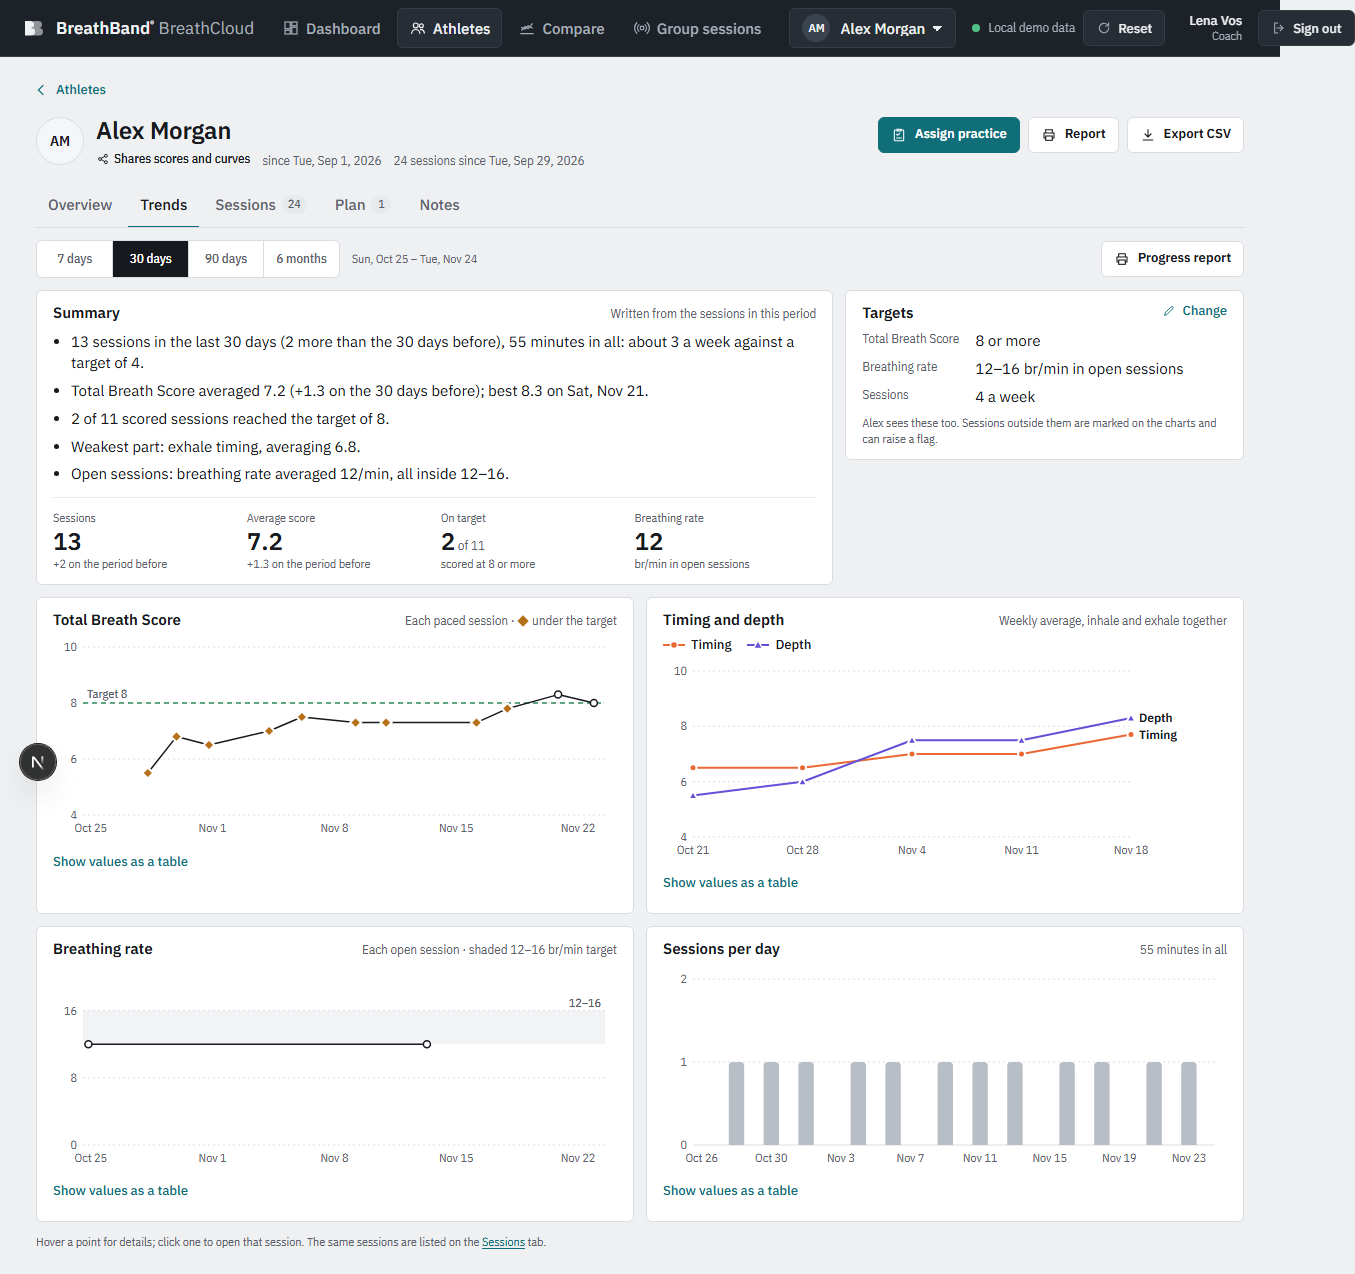 BreathBand® BreathCloud
Dashboard
Athletes
Compare
Group sessions
AM
Alex Morgan
Local demo data
Reset
Lena Vos
Coach
Sign out
Athletes
AM
Alex Morgan
Shares scores and curves since Tue, Sep 1, 2026 24 sessions since Tue, Sep 29, 2026
Assign practice
Report
Export CSV
Overview
Trends
Sessions 24
Plan 1
Notes
7 days
30 days
90 days
6 months
Sun, Oct 25 – Tue, Nov 24
Progress report
Summary
Written from the sessions in this period
• 13 sessions in the last 30 days (2 more than the 30 days before), 55 minutes in all: about 3 a week against a
target of 4.
• Total Breath Score averaged 7.2 (+1.3 on the 30 days before); best 8.3 on Sat, Nov 21.
• 2 of 11 scored sessions reached the target of 8.
• Weakest part: exhale timing, averaging 6.8.
• Open sessions: breathing rate averaged 12/min, all inside 12–16.
Sessions
13
+2 on the period before
Average score
7.2
+1.3 on the period before
On target
2 of 11
scored at 8 or more
Breathing rate
12
br/min in open sessions
Targets
Change
Total Breath Score 8 or more
Breathing rate 12–16 br/min in open sessions
Sessions 4 a week
Alex sees these too. Sessions outside them are marked on the charts and
can raise a flag.
Total Breath Score
Each paced session · ◆ under the target
10
Target 8
8
6
4
Oct 25 Nov 1 Nov 8 Nov 15 Nov 22
Show values as a table
N
Timing and depth
Weekly average, inhale and exhale together
Timing Depth
10
8
6
4
Depth
Timing
Oct 21 Oct 28 Nov 4 Nov 11 Nov 18
Show values as a table
Breathing rate
Each open session · shaded 12–16 br/min target
12–16
16
8
0
Oct 25 Nov 1 Nov 8 Nov 15 Nov 22
Show values as a table
Sessions per day
55 minutes in all
2
1
0
Oct 26 Oct 30 Nov 3 Nov 7 Nov 11 Nov 15 Nov 19 Nov 23
Show values as a table
Hover a point for details; click one to open that session. The same sessions are listed on the Sessions tab.